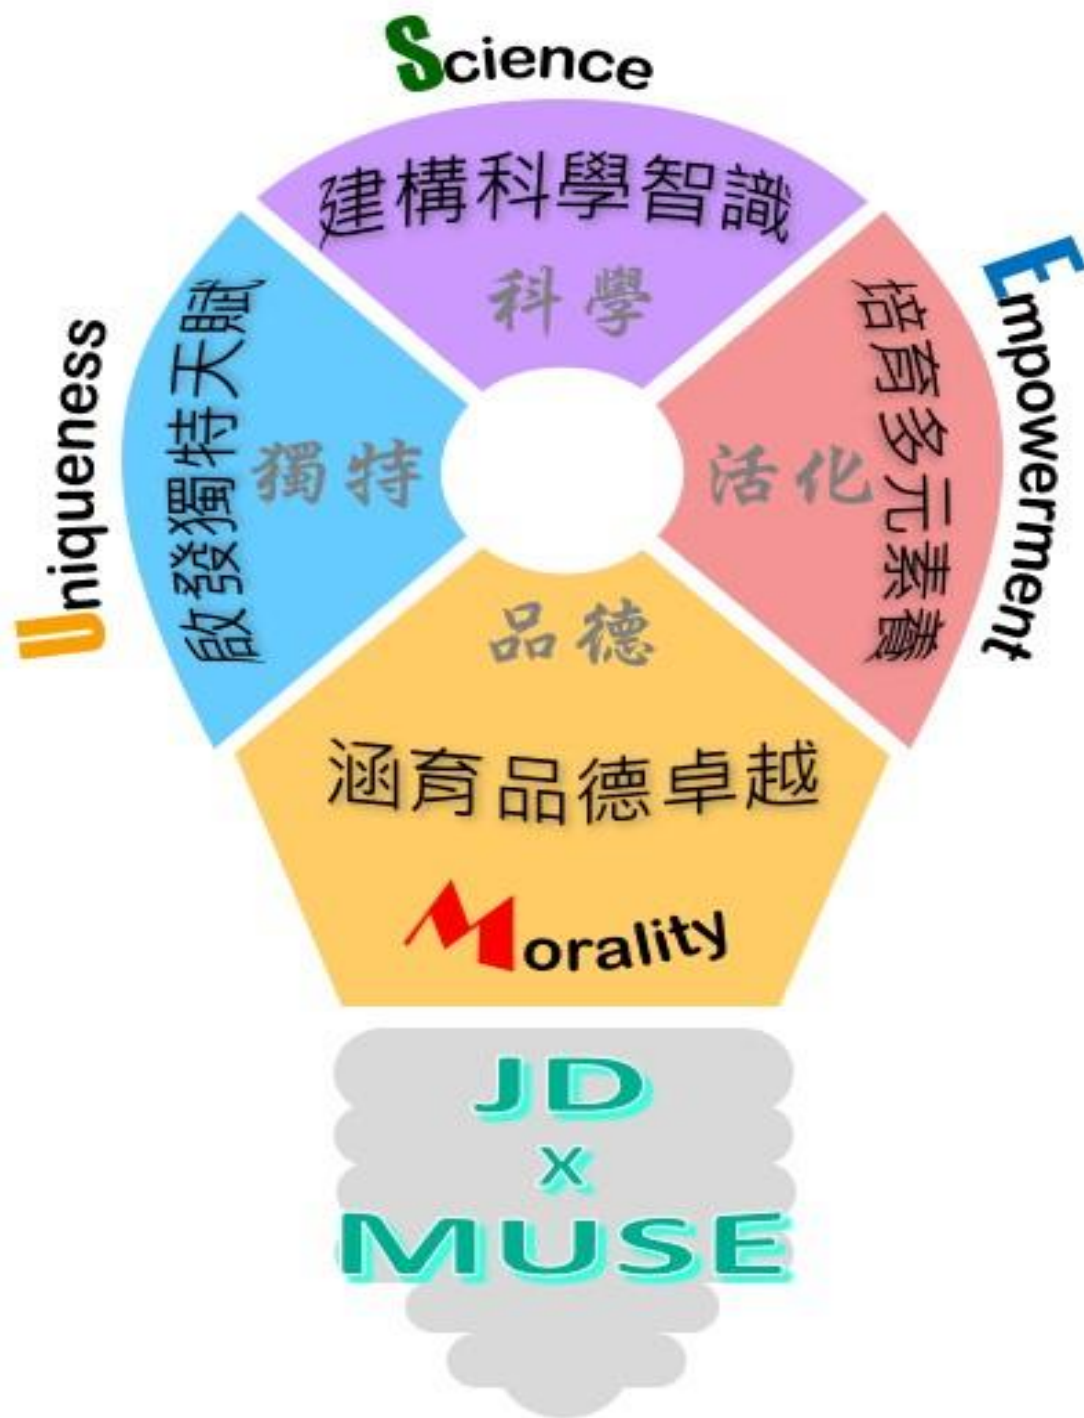 Science
建構科學智識
科學
Uniqueness
啟發獨特天賦
獨特
Empowerment
培育多元素養
活化
品德
涵育品德卓越
Morality
JD
x
MUSE